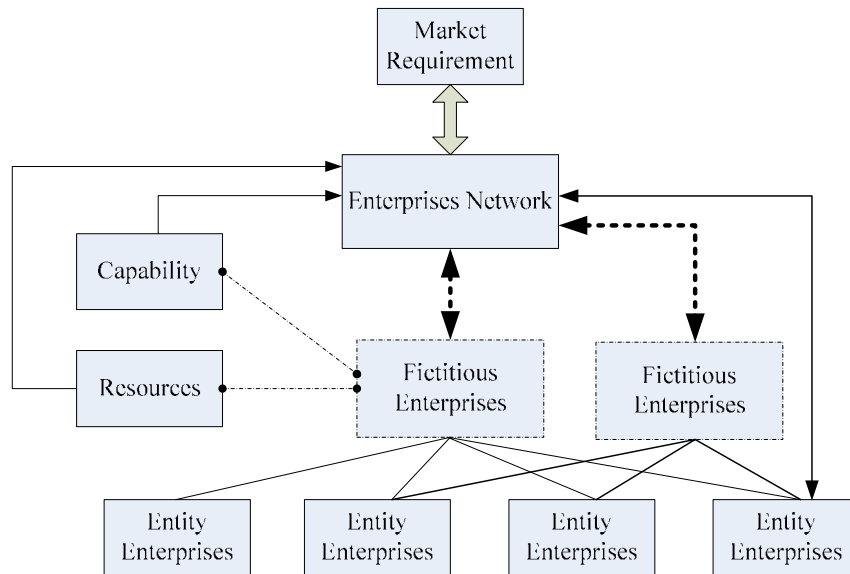 Market
Requirement
Enterprises Network
Capability
Resources
Fictitious
Enterprises
Fictitious
Enterprises
Entity
Enterprises
Entity
Enterprises
Entity
Enterprises
Entity
Enterprises